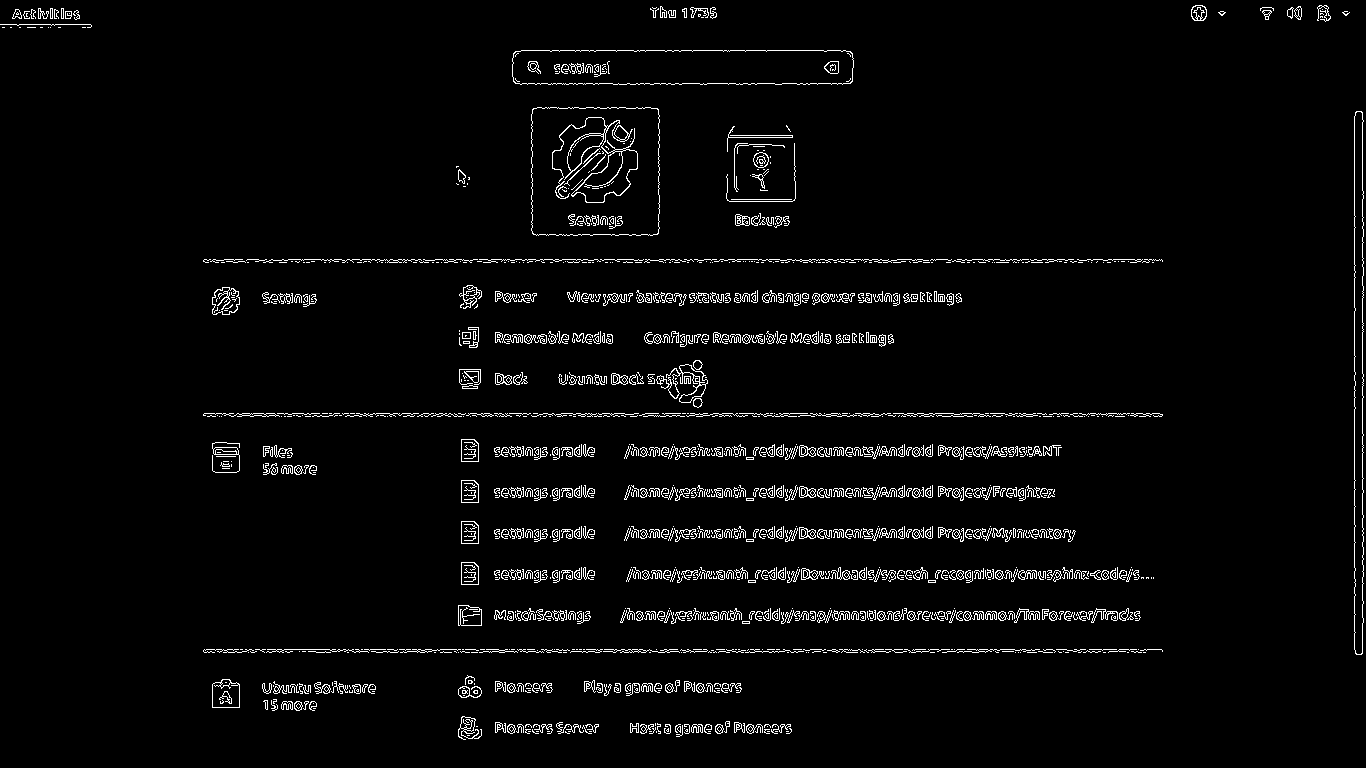 Activities
Thu 17:35
settings
Settings
Backups
Settings
Power View your battery status and change power saving settings
Removable Media Configure Removable Media settings
Dock Ubuntu Dock Settings
Files
56 more
settings.gradle /home/yeshwanth_reddy/Documents/Android Project/AssistANT
settings.gradle /home/yeshwanth_reddy/Documents/Android Project/Freightex
settings.gradle /home/yeshwanth_reddy/Documents/Android Project/MyInventory
settings.gradle /home/yeshwanth_reddy/Downloads/speech_recognition/cmusphinx-code/s...
MatchSettings /home/yeshwanth_reddy/snap/tmnationsforever/common/TmForever/Tracks
Ubuntu Software
15 more
Pioneers Play a game of Pioneers
Pioneers Server Host a game of Pioneers